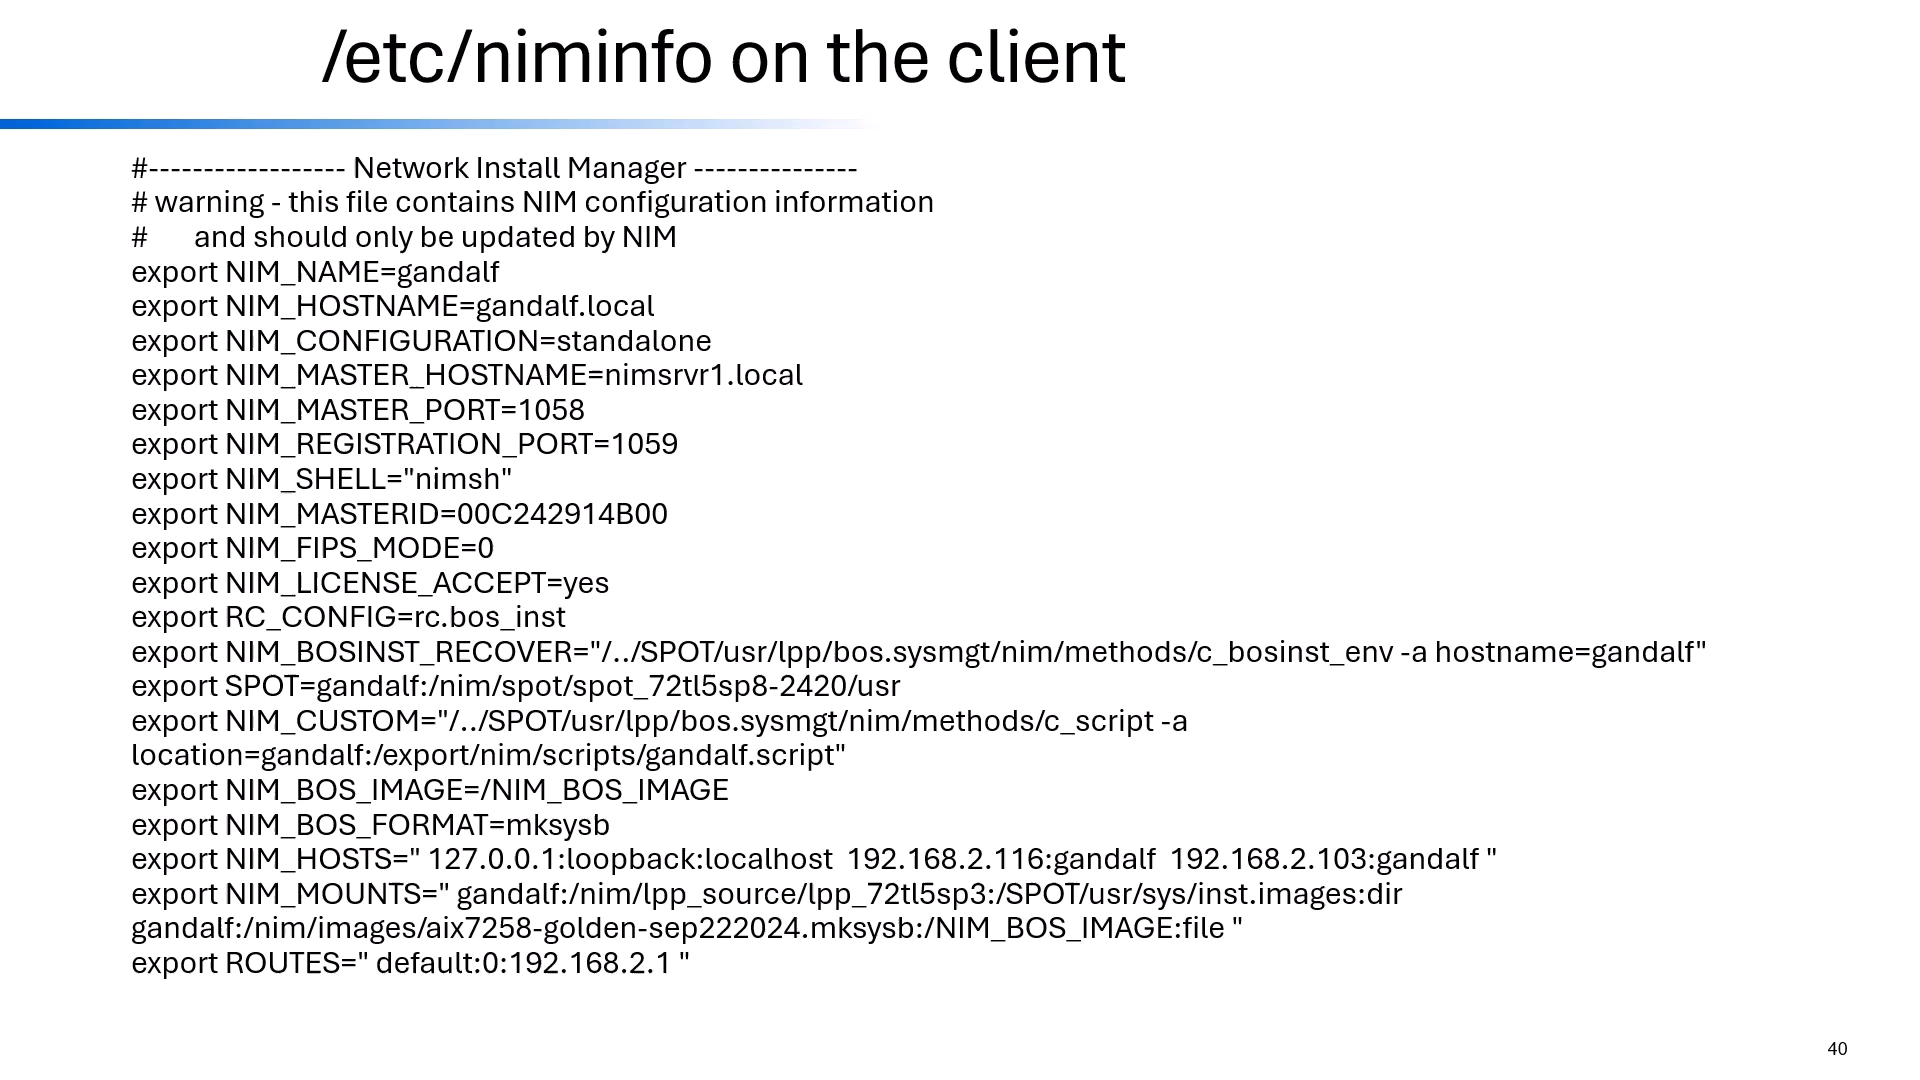 /etc/niminfo on the client
#------------------ Network Install Manager ---------------
# warning - this file contains NIM configuration information
#      and should only be updated by NIM
export NIM_NAME=gandalf
export NIM_HOSTNAME=gandalf.local
export NIM_CONFIGURATION=standalone
export NIM_MASTER_HOSTNAME=nimsrvr1.local
export NIM_MASTER_PORT=1058
export NIM_REGISTRATION_PORT=1059
export NIM_SHELL="nimsh"
export NIM_MASTERID=00C242914B00
export NIM_FIPS_MODE=0
export NIM_LICENSE_ACCEPT=yes
export RC_CONFIG=rc.bos_inst
export NIM_BOSINST_RECOVER="/../SPOT/usr/lpp/bos.sysmgt/nim/methods/c_bosinst_env -a hostname=gandalf"
export SPOT=gandalf:/nim/spot/spot_72tl5sp8-2420/usr
export NIM_CUSTOM="/../SPOT/usr/lpp/bos.sysmgt/nim/methods/c_script -a
location=gandalf:/export/nim/scripts/gandalf.script"
export NIM_BOS_IMAGE=/NIM_BOS_IMAGE
export NIM_BOS_FORMAT=mksysb
export NIM_HOSTS=" 127.0.0.1:loopback:localhost  192.168.2.116:gandalf  192.168.2.103:gandalf "
export NIM_MOUNTS=" gandalf:/nim/lpp_source/lpp_72tl5sp3:/SPOT/usr/sys/inst.images:dir
gandalf:/nim/images/aix7258-golden-sep222024.mksysb:/NIM_BOS_IMAGE:file "
export ROUTES=" default:0:192.168.2.1 "
40